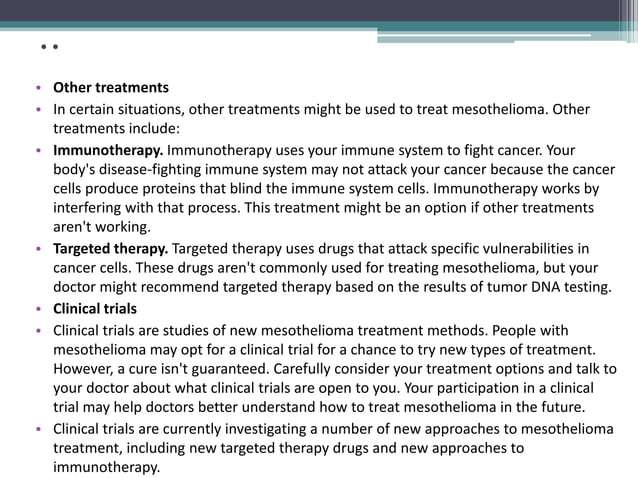 ..
• Other treatments
• In certain situations, other treatments might be used to treat mesothelioma. Other
treatments include:
• Immunotherapy. Immunotherapy uses your immune system to fight cancer. Your
body's disease-fighting immune system may not attack your cancer because the cancer
cells produce proteins that blind the immune system cells. Immunotherapy works by
interfering with that process. This treatment might be an option if other treatments
aren't working.
• Targeted therapy. Targeted therapy uses drugs that attack specific vulnerabilities in
cancer cells. These drugs aren't commonly used for treating mesothelioma, but your
doctor might recommend targeted therapy based on the results of tumor DNA testing.
• Clinical trials
• Clinical trials are studies of new mesothelioma treatment methods. People with
mesothelioma may opt for a clinical trial for a chance to try new types of treatment.
However, a cure isn't guaranteed. Carefully consider your treatment options and talk to
your doctor about what clinical trials are open to you. Your participation in a clinical
trial may help doctors better understand how to treat mesothelioma in the future.
• Clinical trials are currently investigating a number of new approaches to mesothelioma
treatment, including new targeted therapy drugs and new approaches to
immunotherapy.